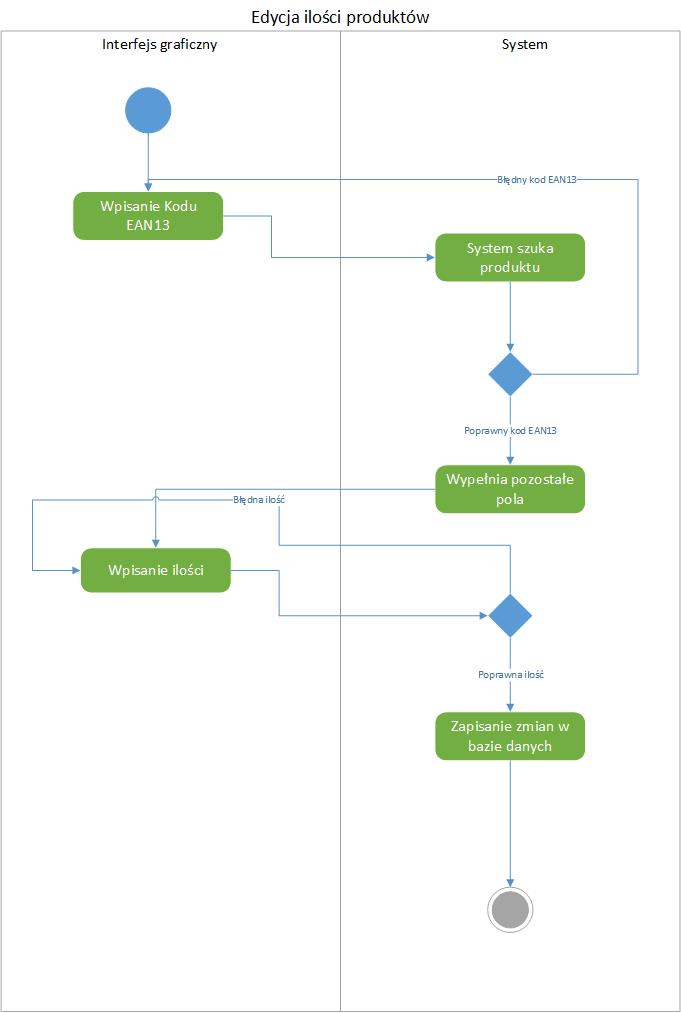 Edycja ilości produktów
Interfejs graficzny
System
Błędny kod EAN13
Wpisanie Kodu
EAN13
System szuka
produktu
Poprawny kod EAN13
Wypełnia pozostałe
pola
Błędna ilość
Wpisanie ilości
Poprawna ilość
Zapisanie zmian w
bazie danych